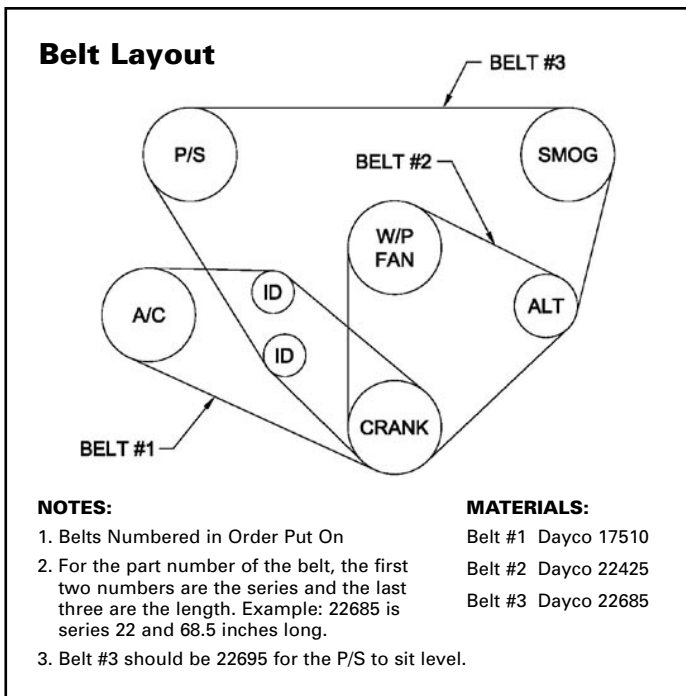 Belt Layout
BELT #3
P/S
SMOG
BELT #2
W/P
FAN
A/C
ID
ALT
ID
CRANK
BELT #1
NOTES:
1. Belts Numbered in Order Put On
2. For the part number of the belt, the first
two numbers are the series and the last
three are the length. Example: 22685 is
series 22 and 68.5 inches long.
3. Belt #3 should be 22695 for the P/S to sit level.
MATERIALS:
Belt #1 Dayco 17510
Belt #2 Dayco 22425
Belt #3 Dayco 22685